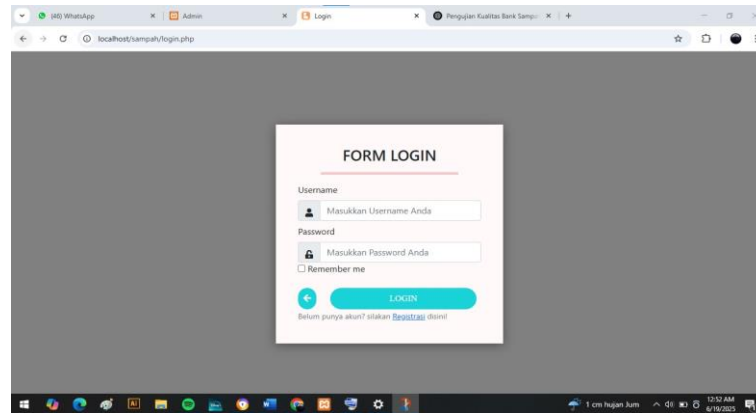 (46) WhatsApp
Admin
Login
Pengujian Kualitas Bank Sampa
localhost/sampah/login.php
FORM LOGIN
Username
Masukkan Username Anda
Password
Masukkan Password Anda
Remember me
LOGIN
Belum punya akun? silakan Registrasi disini!
1 cm hujan Jum
12:52 AM
6/19/2025